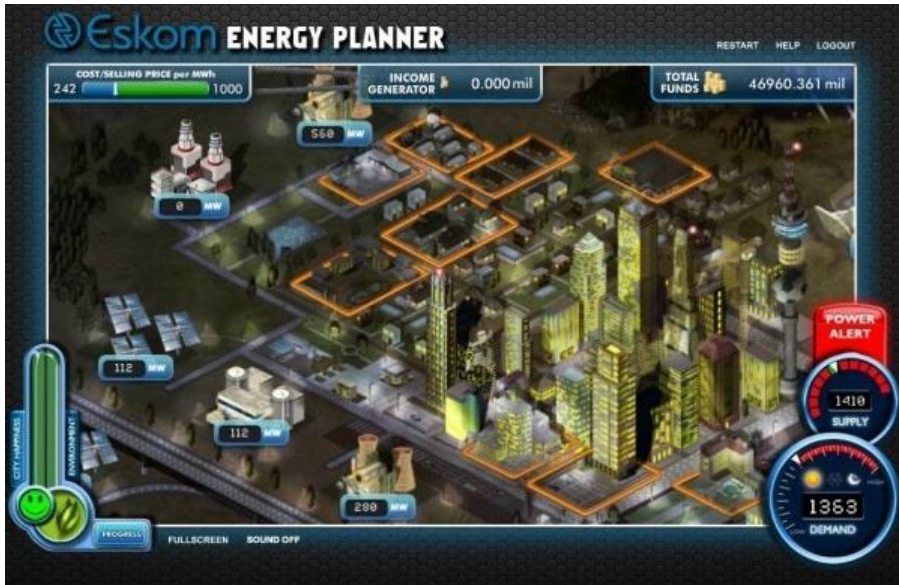 Eskom ENERGY PLANNER
RESTART HELP LOGOUT
COST/SELLING PRICE per MWh
242 1000
INCOME GENERATOR 0.000 mil
TOTAL FUNDS 46960.361 mil
560 MW
0 MW
112 MW
112 MW
280 MW
POWER ALERT
1410
SUPPLY
HIGH
1363
LOW
DEMAND
CITY HAPPINESS
ENVIRONMENT
PROGRESS
FULLSCREEN SOUND OFF